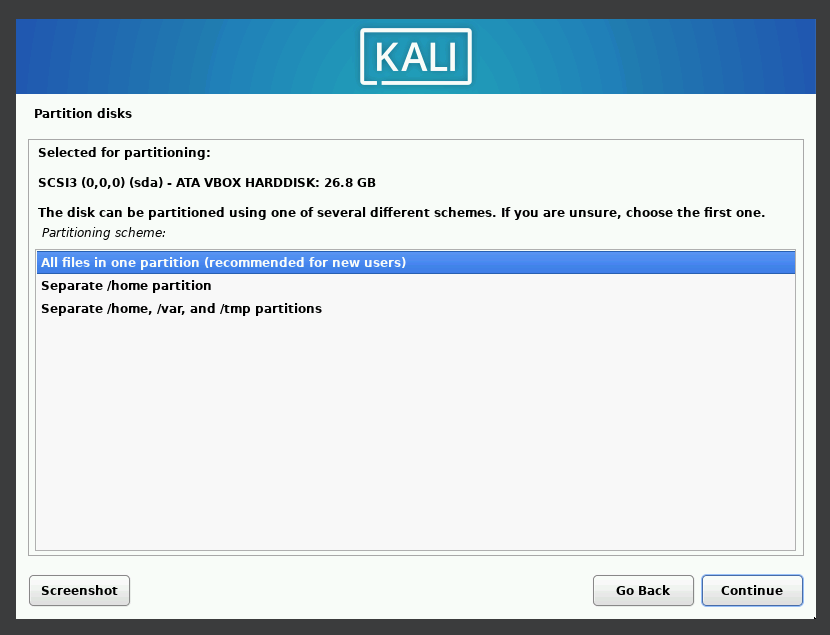 KALI
Partition disks
Selected for partitioning:
SCSI3 (0,0,0) (sda) - ATA VBOX HARDDISK: 26.8 GB
The disk can be partitioned using one of several different schemes. If you are unsure, choose the first one.
Partitioning scheme:
All files in one partition (recommended for new users)
Separate /home partition
Separate /home, /var, and /tmp partitions
Screenshot
Go Back
Continue